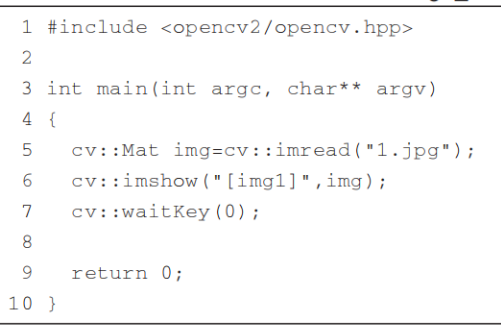 1 #include <opencv2/opencv.hpp>
2
3 int main(int argc, char** argv)
4 {
5   cv::Mat img=cv::imread("1.jpg");
6   cv::imshow("[img1]",img);
7   cv::waitKey(0);
8
9   return 0;
10 }